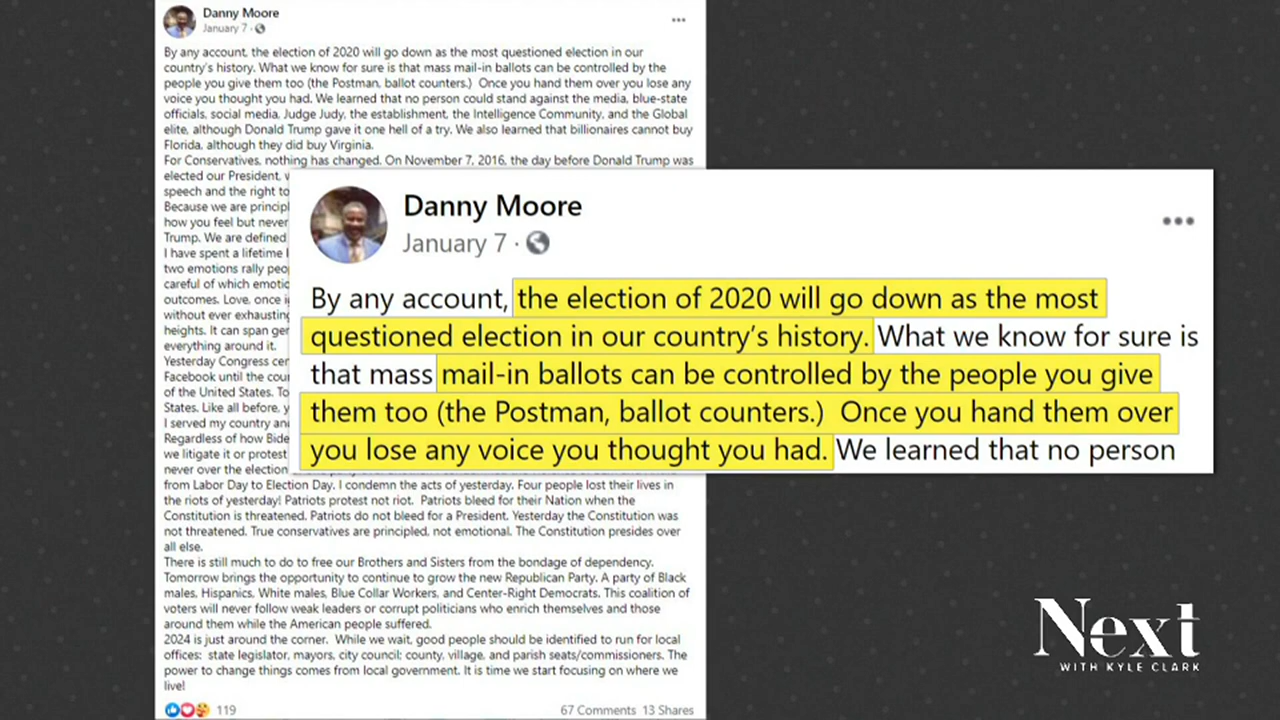 Danny Moore
January 7 ·
By any account, the election of 2020 will go down as the most questioned election in our
country's history. What we know for sure is that mass mail-in ballots can be controlled by the
people you give them too (the Postman, ballot counters.) Once you hand them over you lose any
voice you thought you had. We learned that no person could stand against the media, blue-state
officials, social media, Judge Judy, the establishment, the Intelligence Community, and the Global
elite, although Donald Trump gave it one hell of a try. We also learned that billionaires cannot buy
Florida, although they did buy Virginia.
For Conservatives, nothing has changed. On November 7, 2016, the day before Donald Trump was
elected our President,
speech and the right to
Because we are
how you feel but never
Trump. We are defined
I have spent a lifetime
two emotions rally
careful of which
outcomes. Love, once
without ever
heights. It can span
everything around it.
Yesterday Congress
Facebook until the
of the United States. To
States. Like all before,
I served my country
Regardless of how
we litigate it or protest
never over the election
from Labor Day to Election Day. I condemn the acts of yesterday. Four people lost their lives in
the riots of yesterday! Patriots protest not riot. Patriots bleed for their Nation when the
Constitution is threatened. Patriots do not bleed for a President. Yesterday the Constitution was
not threatened. True conservatives are principled, not emotional. The Constitution presides over
all else.
There is still much to do to free our Brothers and Sisters from the bondage of dependency.
Tomorrow brings the opportunity to continue to grow the new Republican Party. A party of Black
males, Hispanics, White males, Blue Collar Workers, and Center-Right Democrats. This coalition of
voters will never follow weak leaders or corrupt politicians who enrich themselves and those
around them while the American people suffered.
2024 is just around the corner. While we wait, good people should be identified to run for local
offices: state legislator, mayors, city council; county, village, and parish seats/commissioners. The
power to change things comes from local government. It is time we start focusing on where we
live!
119
67 Comments 13 Shares
Danny Moore
January 7 ·
By any account, the election of 2020 will go down as the most
questioned election in our country's history. What we know for sure is
that mass mail-in ballots can be controlled by the people you give
them too (the Postman, ballot counters.) Once you hand them over
you lose any voice you thought you had. We learned that no person
Next
WITH KYLE CLARK